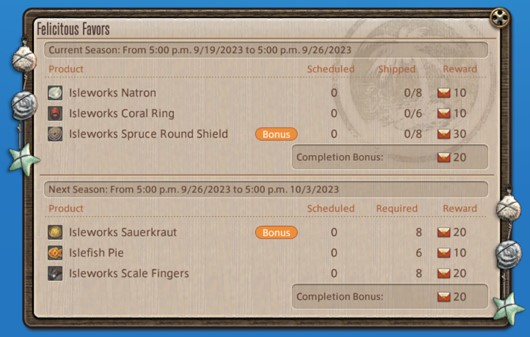 Felicitous Favors
Current Season: From 5:00 p.m. 9/19/2023 to 5:00 p.m. 9/26/2023
Product Scheduled Shipped Reward
Isleworks Natron 0 0/8 10
Isleworks Coral Ring 0 0/6 10
Isleworks Spruce Round Shield Bonus 0 0/8 30
Completion Bonus: 20
Next Season: From 5:00 p.m. 9/26/2023 to 5:00 p.m. 10/3/2023
Product Scheduled Required Reward
Isleworks Sauerkraut Bonus 0 8 20
Islefish Pie 0 6 10
Isleworks Scale Fingers 0 8 20
Completion Bonus: 20